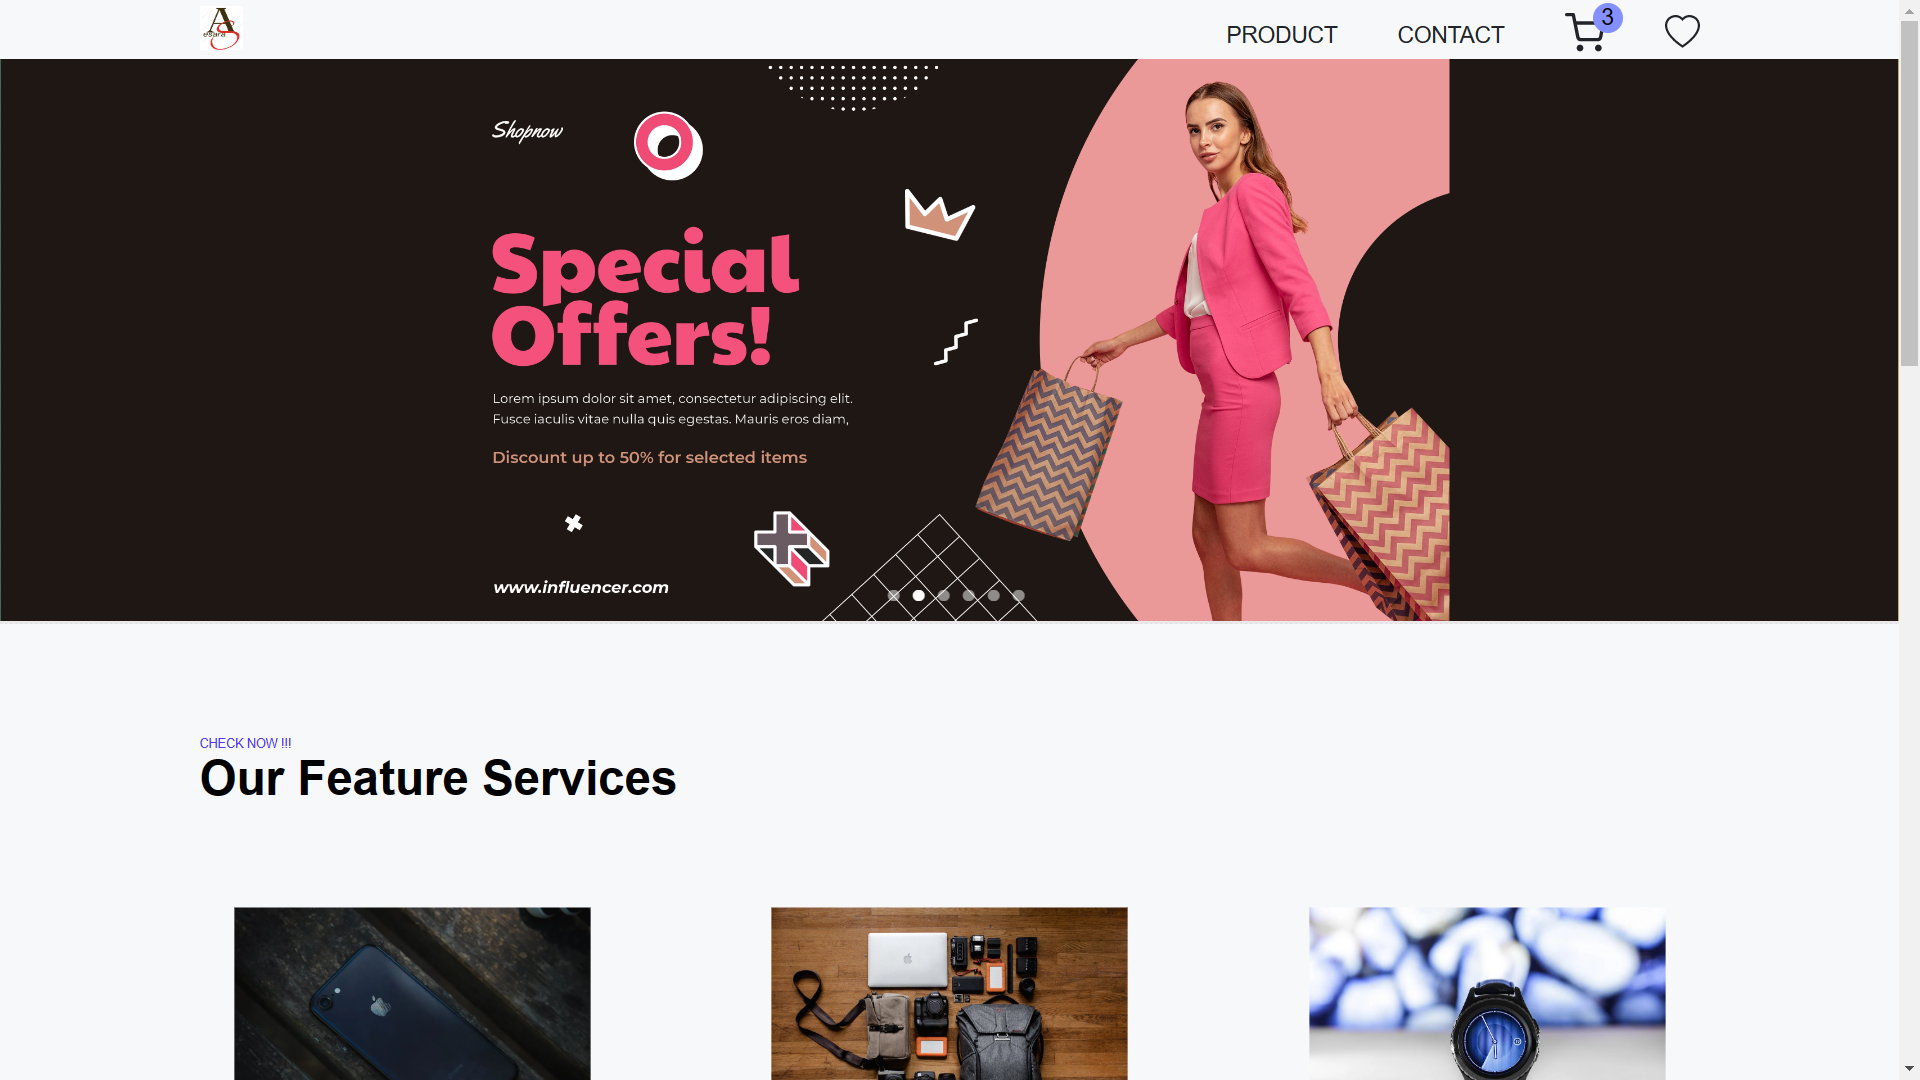 A
S
esara
PRODUCT
CONTACT
3
Shopnow
Special
Offers!
Lorem ipsum dolor sit amet, consectetur adipiscing elit.
Fusce iaculis vitae nulla quis egestas. Mauris eros diam,
Discount up to 50% for selected items
www.influencer.com
CHECK NOW !!!
Our Feature Services